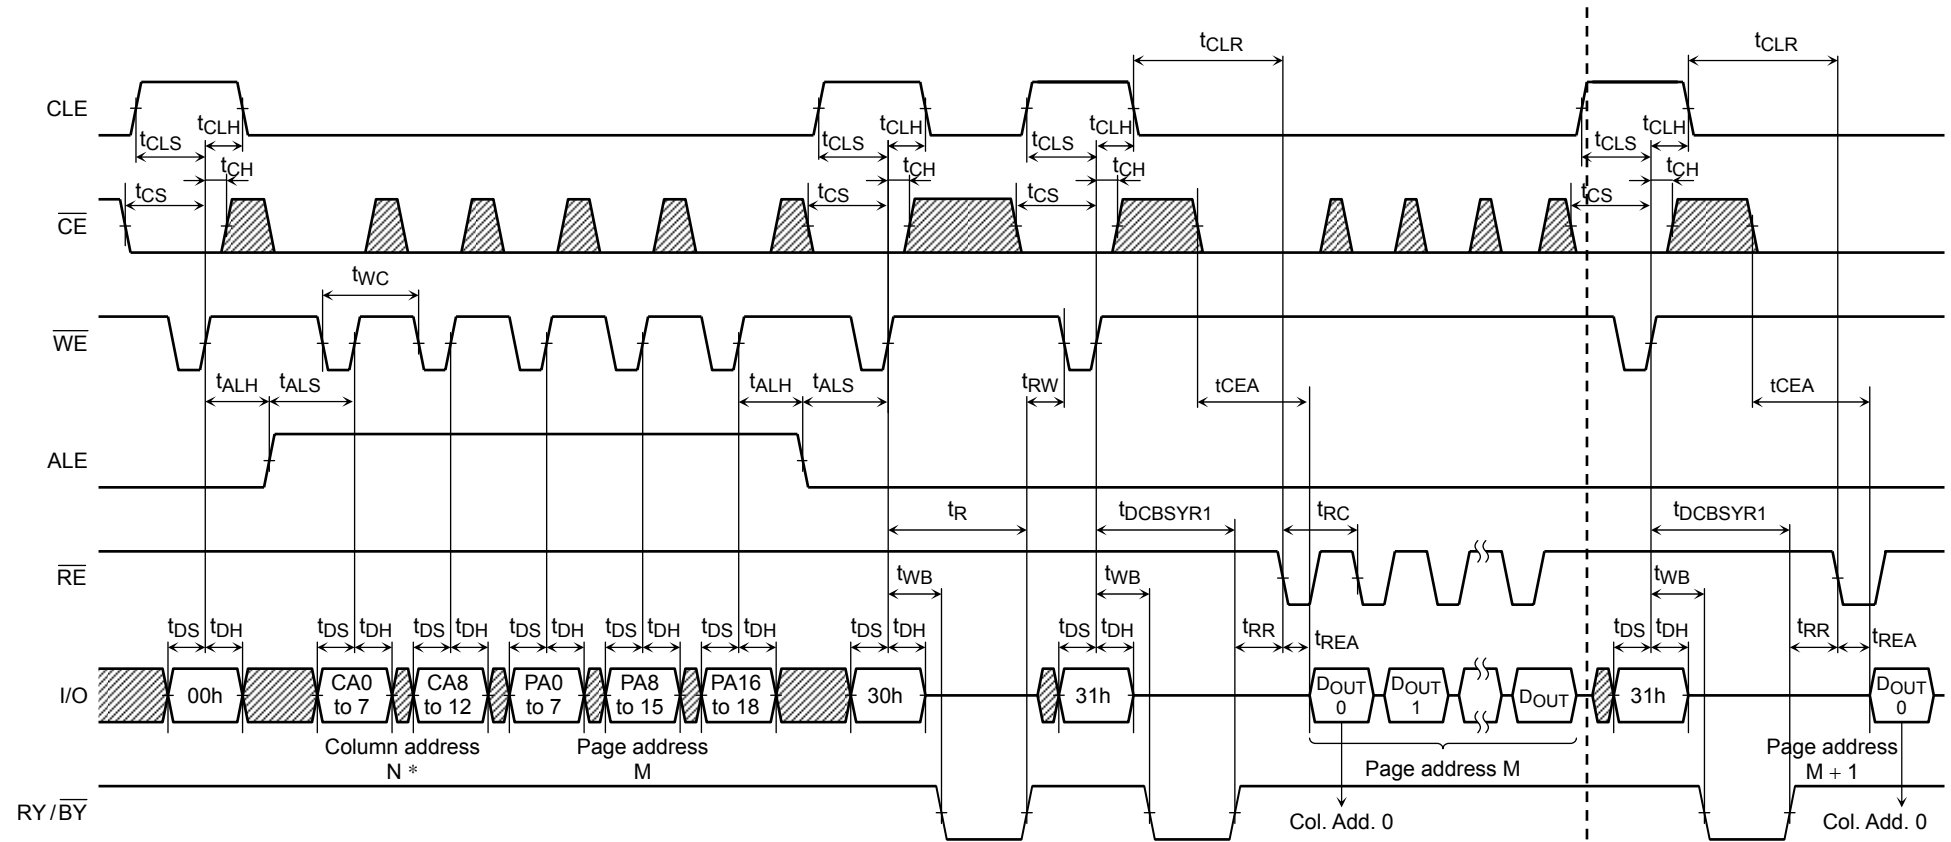 tCLR tCLR
CLE
tCLH tCLH tCLH tCLH
tCLS tCLS tCLS tCLS
tCH tCH tCH tCH
tCS tCS tCS tCS
CE
tWC
WE
tALH tALS tALH tALS tRW tCEA tCEA
ALE
tR tDCBSYR1 tRC tDCBSYR1
RE
tWB tWB tWB
tDS tDH tDS tDH tDS tDH tDS tDH tDS tDH tDS tDH tDS tDH tDS tDH tRR tREA tDS tDH tRR tREA
I/O 00h CA0 to 7 CA8 to 12 PA0 to 7 PA8 to 15 PA16 to 18 30h 31h DOUT 0 DOUT 1 DOUT 31h DOUT 0
Column address
N *
Page address
M
Page address M
Page address
M + 1
RY/BY
Col. Add. 0 Col. Add. 0